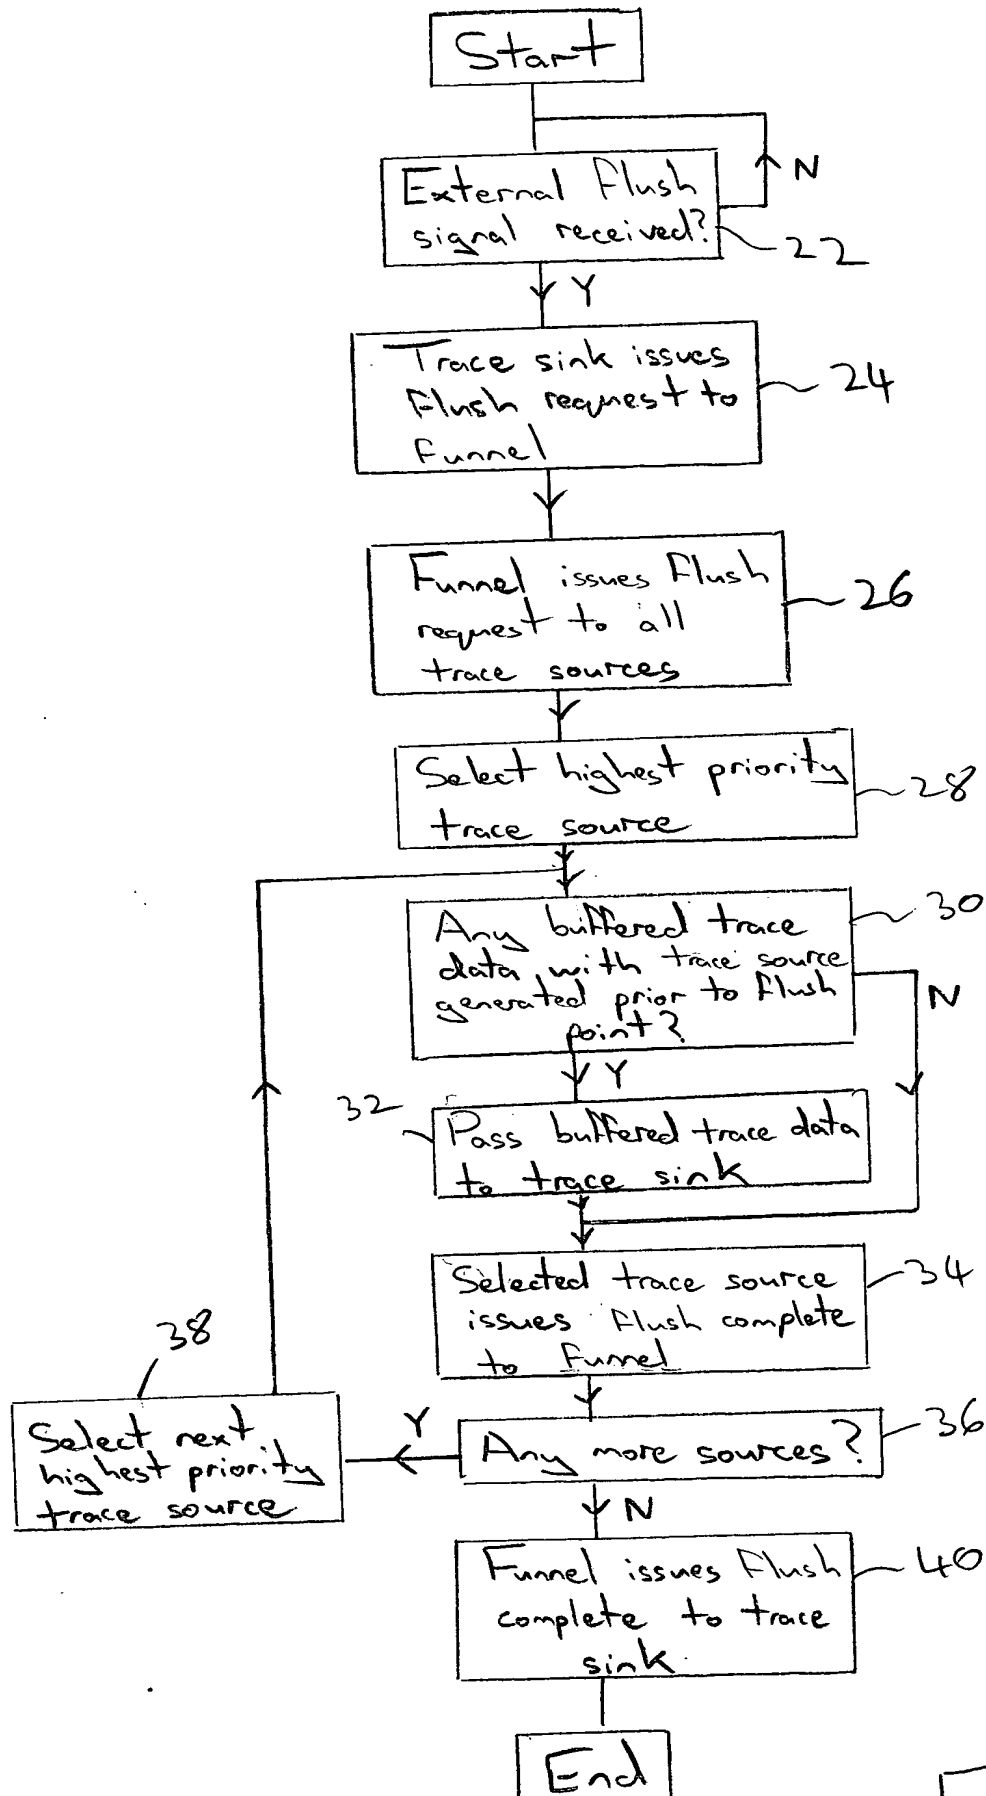 Start
N
External Flush
signal received?
22
Y
Trace sink issues
Flush request to
Funnel
24
Funnel issues Flush
request to all
trace sources
26
Select highest priority
trace source
28
Any buffered trace
data with trace source
generated prior to flush
point?
30
N
Y
32
Pass buffered trace data
to trace sink
Selected trace source
issues flush complete
to Funnel
34
38
Select next
highest priority
trace source
Y
Any more sources?
36
N
Funnel issues Flush
complete to trace
sink
40
End